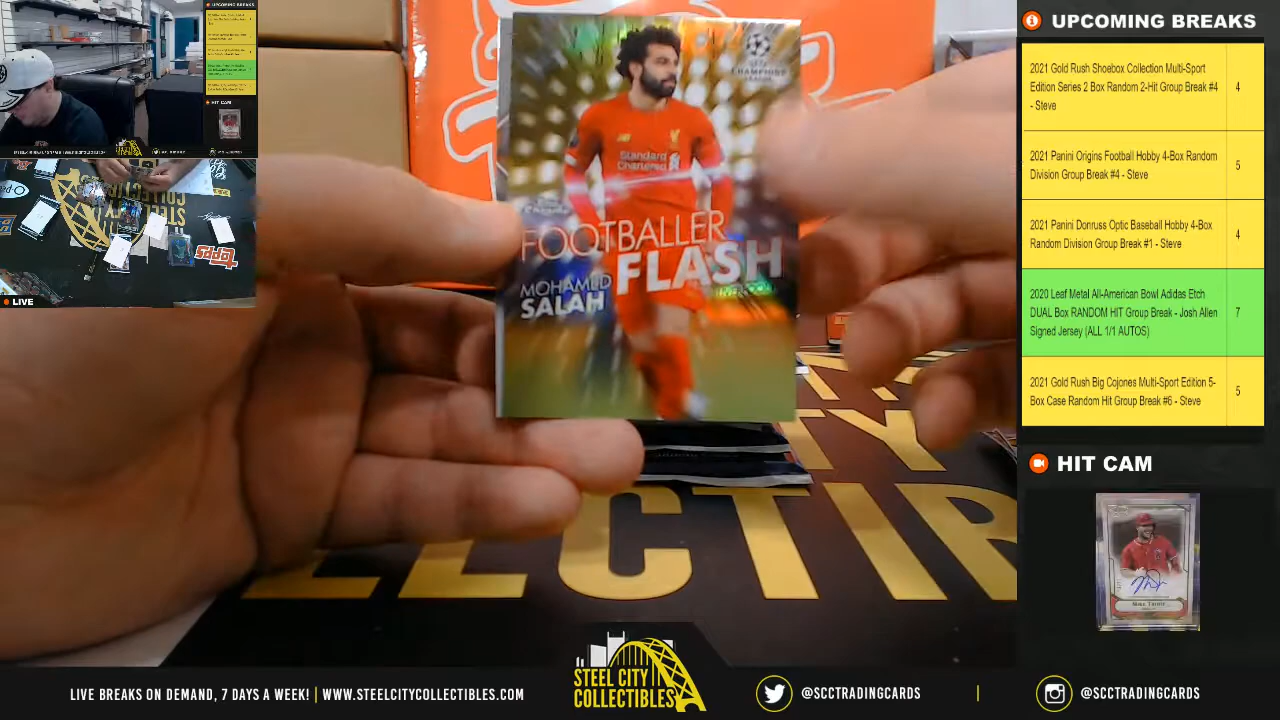 UPCOMING BREAKS
2021 Gold Rush Shoebox Collection Multi-Sport
Edition Series 2 Box Random 2-Hit Group Break #4
- Steve
4
2021 Panini Origins Football Hobby 4-Box Random
Division Group Break #4 - Steve
5
2021 Panini Donruss Optic Baseball Hobby 4-Box
Random Division Group Break #1 - Steve
4
2020 Leaf Metal All-American Bowl Adidas Etch
DUAL Box RANDOM HIT Group Break - Josh Allen
Signed Jersey (ALL 1/1 AUTOS)
7
2021 Gold Rush Big Cojones Multi-Sport Edition 5-
Box Case Random Hit Group Break #6 - Steve
5
HIT CAM
LIVE
CHAMPIONS
Standard
Chartered
FOOTBALLER
FLASH
MOHAMED
SALAH
STEEL CITY
COLLECTIBLES
LIVE BREAKS ON DEMAND, 7 DAYS A WEEK! | WWW.STEELCITYCOLLECTIBLES.COM
@SCCTRADINGCARDS
@SCCTRADINGCARDS